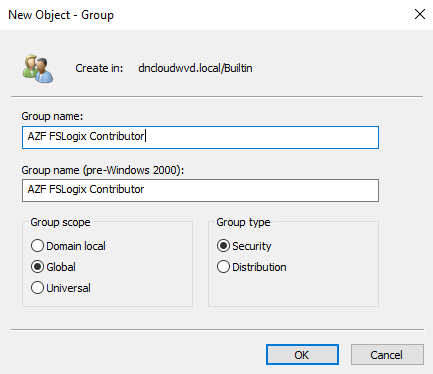 New Object - Group
Create in: dncloudwvd.local/Builtin
Group name:
AZF FSLogix Contributor
Group name (pre-Windows 2000):
AZF FSLogix Contributor
Group scope
Domain local
Global
Universal
Group type
Security
Distribution
OK
Cancel